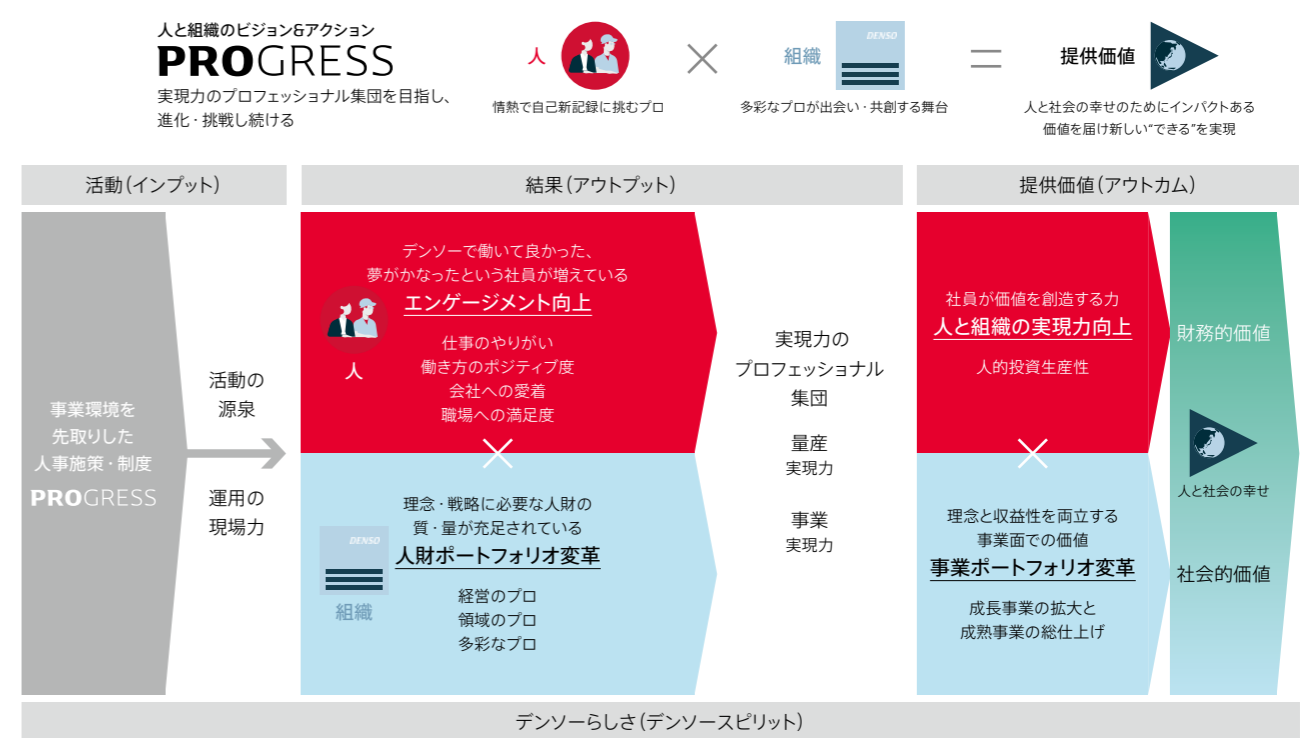 人と組織のビジョン&アクション
PROGRESS
実現力のプロフェッショナル集団を目指し、
進化・挑戦し続ける
人
情熱で自己新記録に挑むプロ
×
組織
DENSO
多彩なプロが出会い・共創する舞台
=
提供価値
人と社会の幸せのためにインパクトある
価値を届け新しい“できる”を実現
活動(インプット)
結果(アウトプット)
提供価値(アウトカム)
事業環境を
先取りした
人事施策・制度
PROGRESS
活動の
源泉
運用の
現場力
デンソーで働いて良かった、
夢がかなったという社員が増えている
エンゲージメント向上
人
仕事のやりがい
働き方のポジティブ度
会社への愛着
職場への満足度
×
理念・戦略に必要な人財の
質・量が充足されている
人財ポートフォリオ変革
DENSO
組織
経営のプロ
領域のプロ
多彩なプロ
実現力の
プロフェッショナル
集団
量産
実現力
事業
実現力
社員が価値を創造する力
人と組織の実現力向上
人的投資生産性
×
理念と収益性を両立する
事業面での価値
事業ポートフォリオ変革
成長事業の拡大と
成熟事業の総仕上げ
財務的価値
人と社会の幸せ
社会的価値
デンソーらしさ(デンソースピリット)